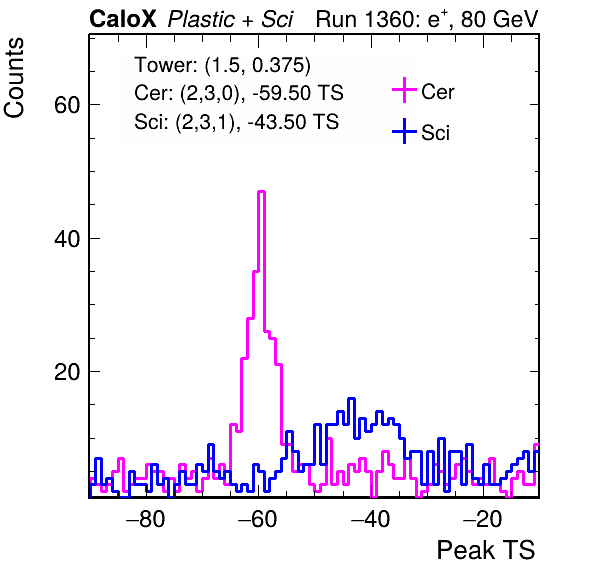 CaloX Plastic + Sci Run 1360: e⁺, 80 GeV
Counts
Tower: (1.5, 0.375)
Cer: (2,3,0), -59.50 TS
Sci: (2,3,1), -43.50 TS
Cer
Sci
60
40
20
−80 −60 −40 −20
Peak TS